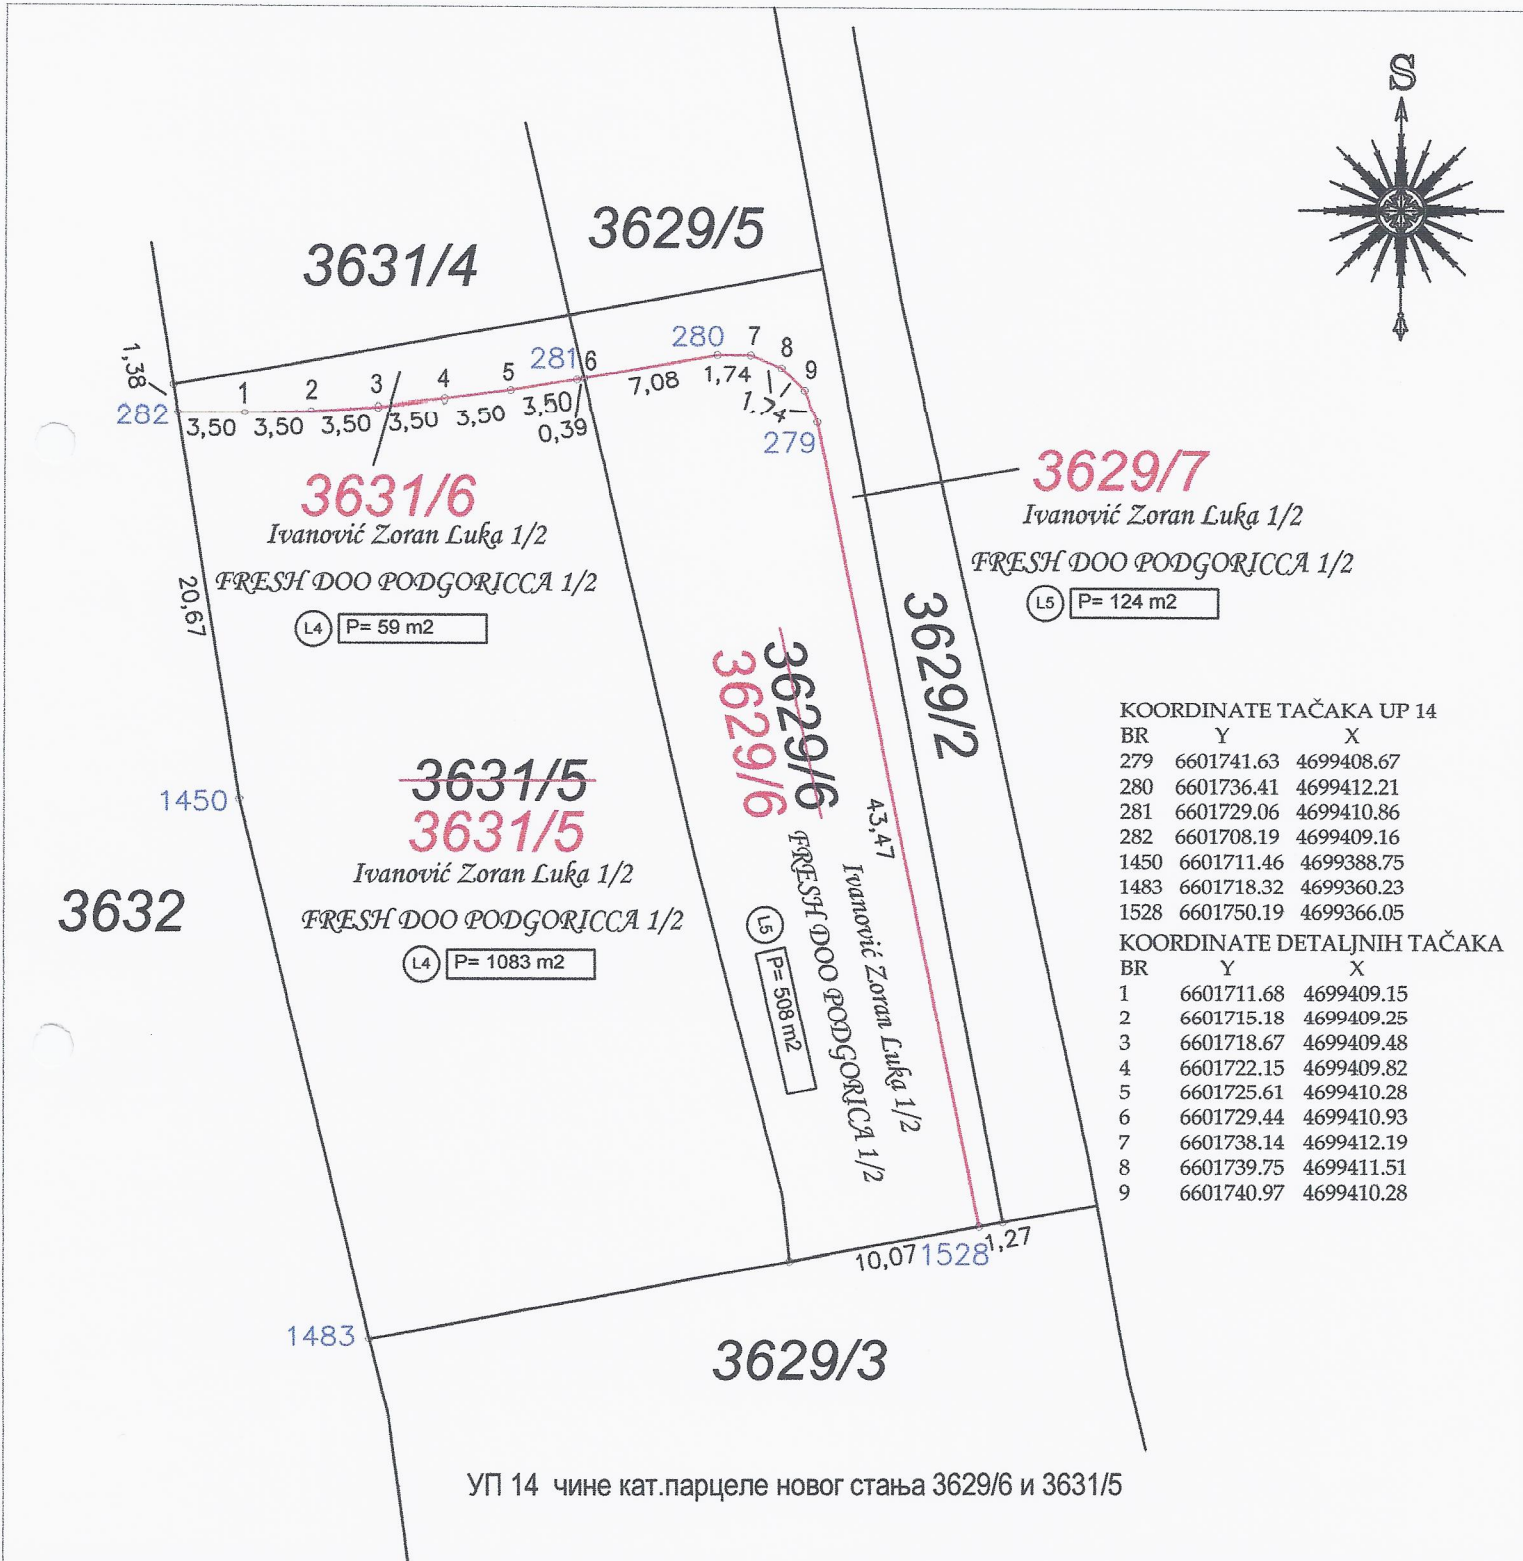 S
3629/5
3631/4
1,38
282
1
2
3
4
5
281
6
280
7
8
9
3,50
3,50
3,50
3,50
3,50
3,50
0,39
7,08
1,74
279
3631/6
Ivanović Zoran Luka 1/2
FRESH DOO PODGORICCA 1/2
L4 P= 59 m2
20,67
3629/7
Ivanović Zoran Luka 1/2
FRESH DOO PODGORICCA 1/2
L5 P= 124 m2
3629/2
3629/6
3629/6
43,47
Ivanović Zoran Luka 1/2
FRESH DOO PODGORICA 1/2
L5 P= 508 m2
1450
3631/5
3631/5
Ivanović Zoran Luka 1/2
FRESH DOO PODGORICCA 1/2
L4 P= 1083 m2
3632
KOORDINATE TAČAKA UP 14
BR Y X
279 6601741.63 4699408.67
280 6601736.41 4699412.21
281 6601729.06 4699410.86
282 6601708.19 4699409.16
1450 6601711.46 4699388.75
1483 6601718.32 4699360.23
1528 6601750.19 4699366.05
KOORDINATE DETALJNIH TAČAKA
BR Y X
1 6601711.68 4699409.15
2 6601715.18 4699409.25
3 6601718.67 4699409.48
4 6601722.15 4699409.82
5 6601725.61 4699410.28
6 6601729.44 4699410.93
7 6601738.14 4699412.19
8 6601739.75 4699411.51
9 6601740.97 4699410.28
10,07
1528
1,27
1483
3629/3
УП 14 чине кат.парцеле новог стања 3629/6 и 3631/5